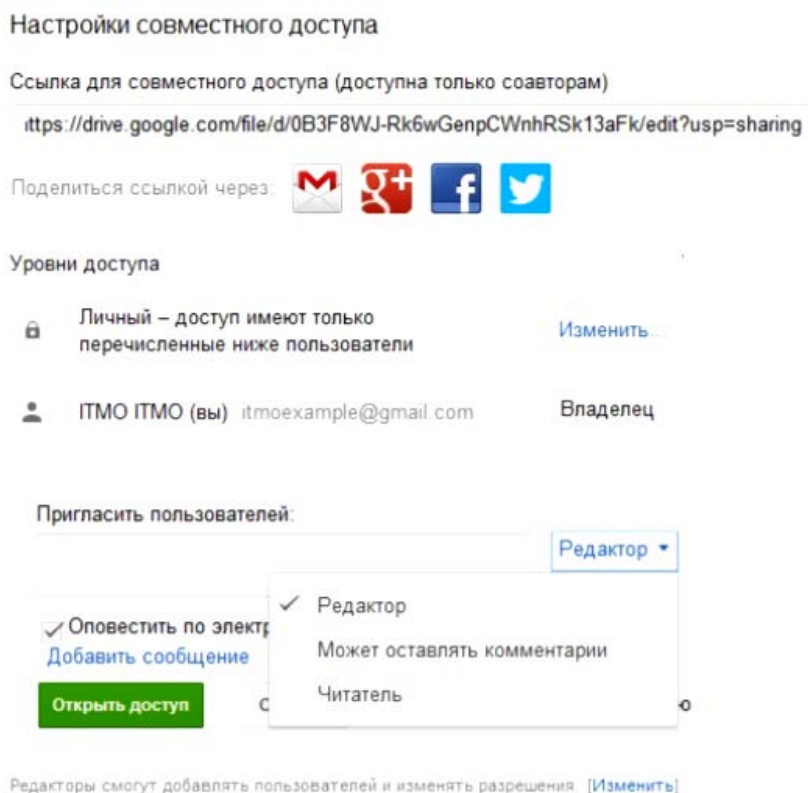 Настройки совместного доступа
Ссылка для совместного доступа (доступна только соавторам)
ttps://drive.google.com/file/d/0B3F8WJ-Rk6wGenpCWnhRSk13aFk/edit?usp=sharing
Поделиться ссылкой через:
Уровни доступа
Личный – доступ имеют только
перечисленные ниже пользователи
Изменить...
ITMO ITMO (вы) itmoexample@gmail.com Владелец
Пригласить пользователей:
Редактор
Редактор
Оповестить по электр
Может оставлять комментарии
Добавить сообщение
Читатель
Открыть доступ
Редакторы смогут добавлять пользователей и изменять разрешения. [Изменить]